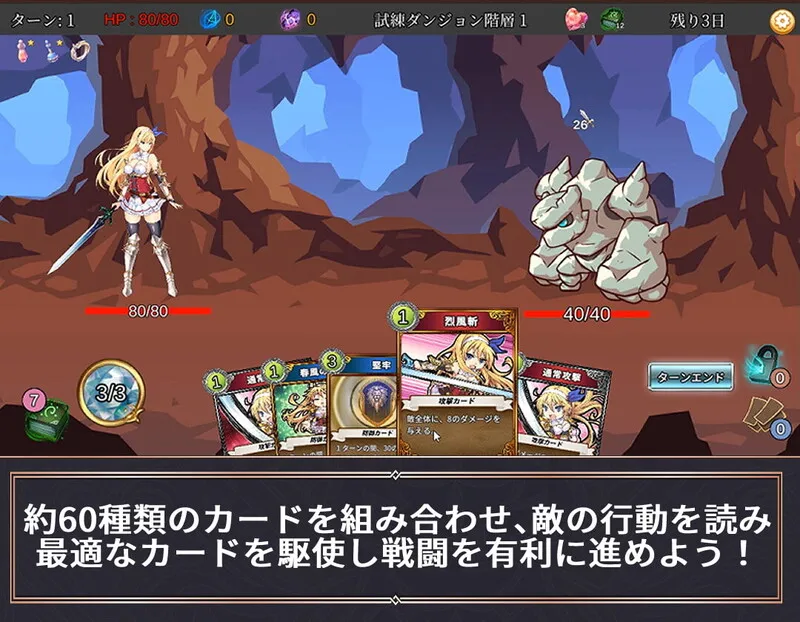 ターン: 1
HP : 80/80
0
0
試練ダンジョン階層 1
12
残り3日
26
80/80
40/40
1
烈風斬
攻撃カード
敵全体に、8のダメージを
与える。
1
1
3
堅牢
防御カード
通常攻撃
攻撃カード
3/3
7
ターンエンド
0
0
約60種類のカードを組み合わせ、敵の行動を読み
最適なカードを駆使し戦闘を有利に進めよう！